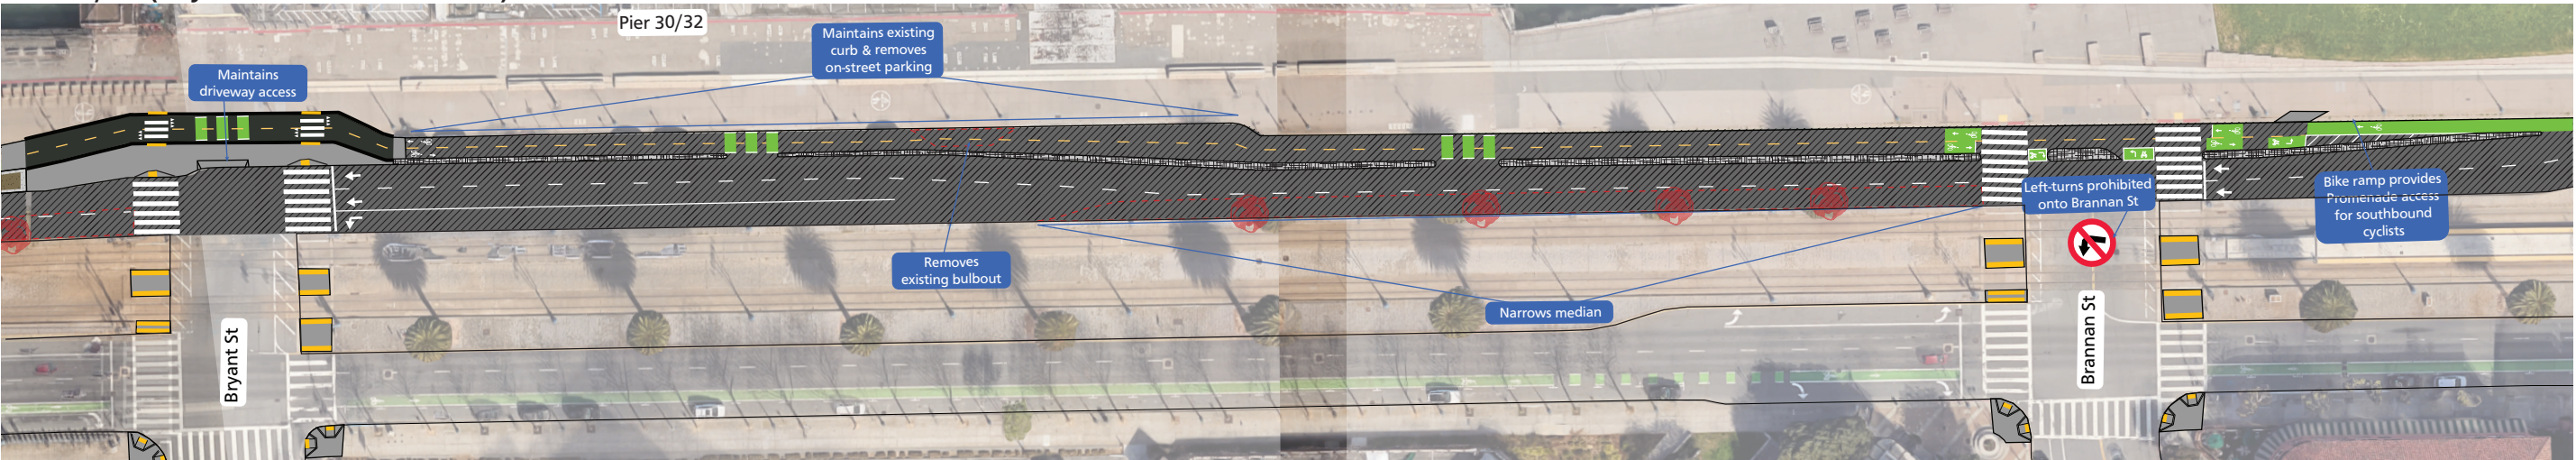 Pier 30/32
Maintains existing
curb & removes
on-street parking
Maintains
driveway access
Left-turns prohibited
onto Brannan St
Bike ramp provides
Promenade access
for southbound
cyclists
Removes
existing bulbout
Narrows median
Bryant St
Brannan St